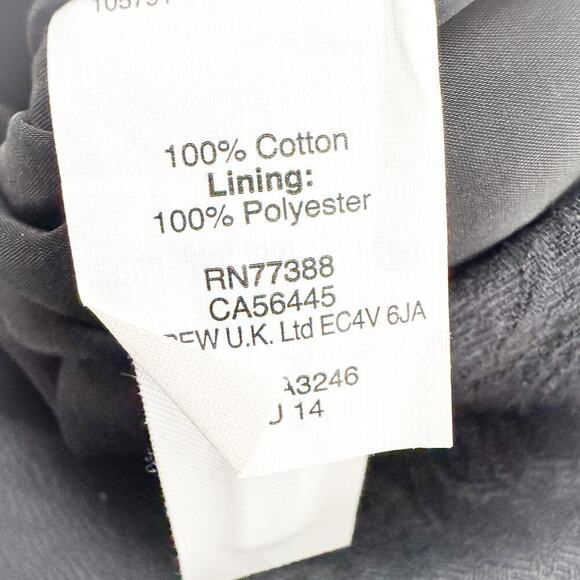 100% Cotton
Lining:
100% Polyester
RN77388
CA56445
U.K. Ltd EC4V 6JA
A3246
J 14